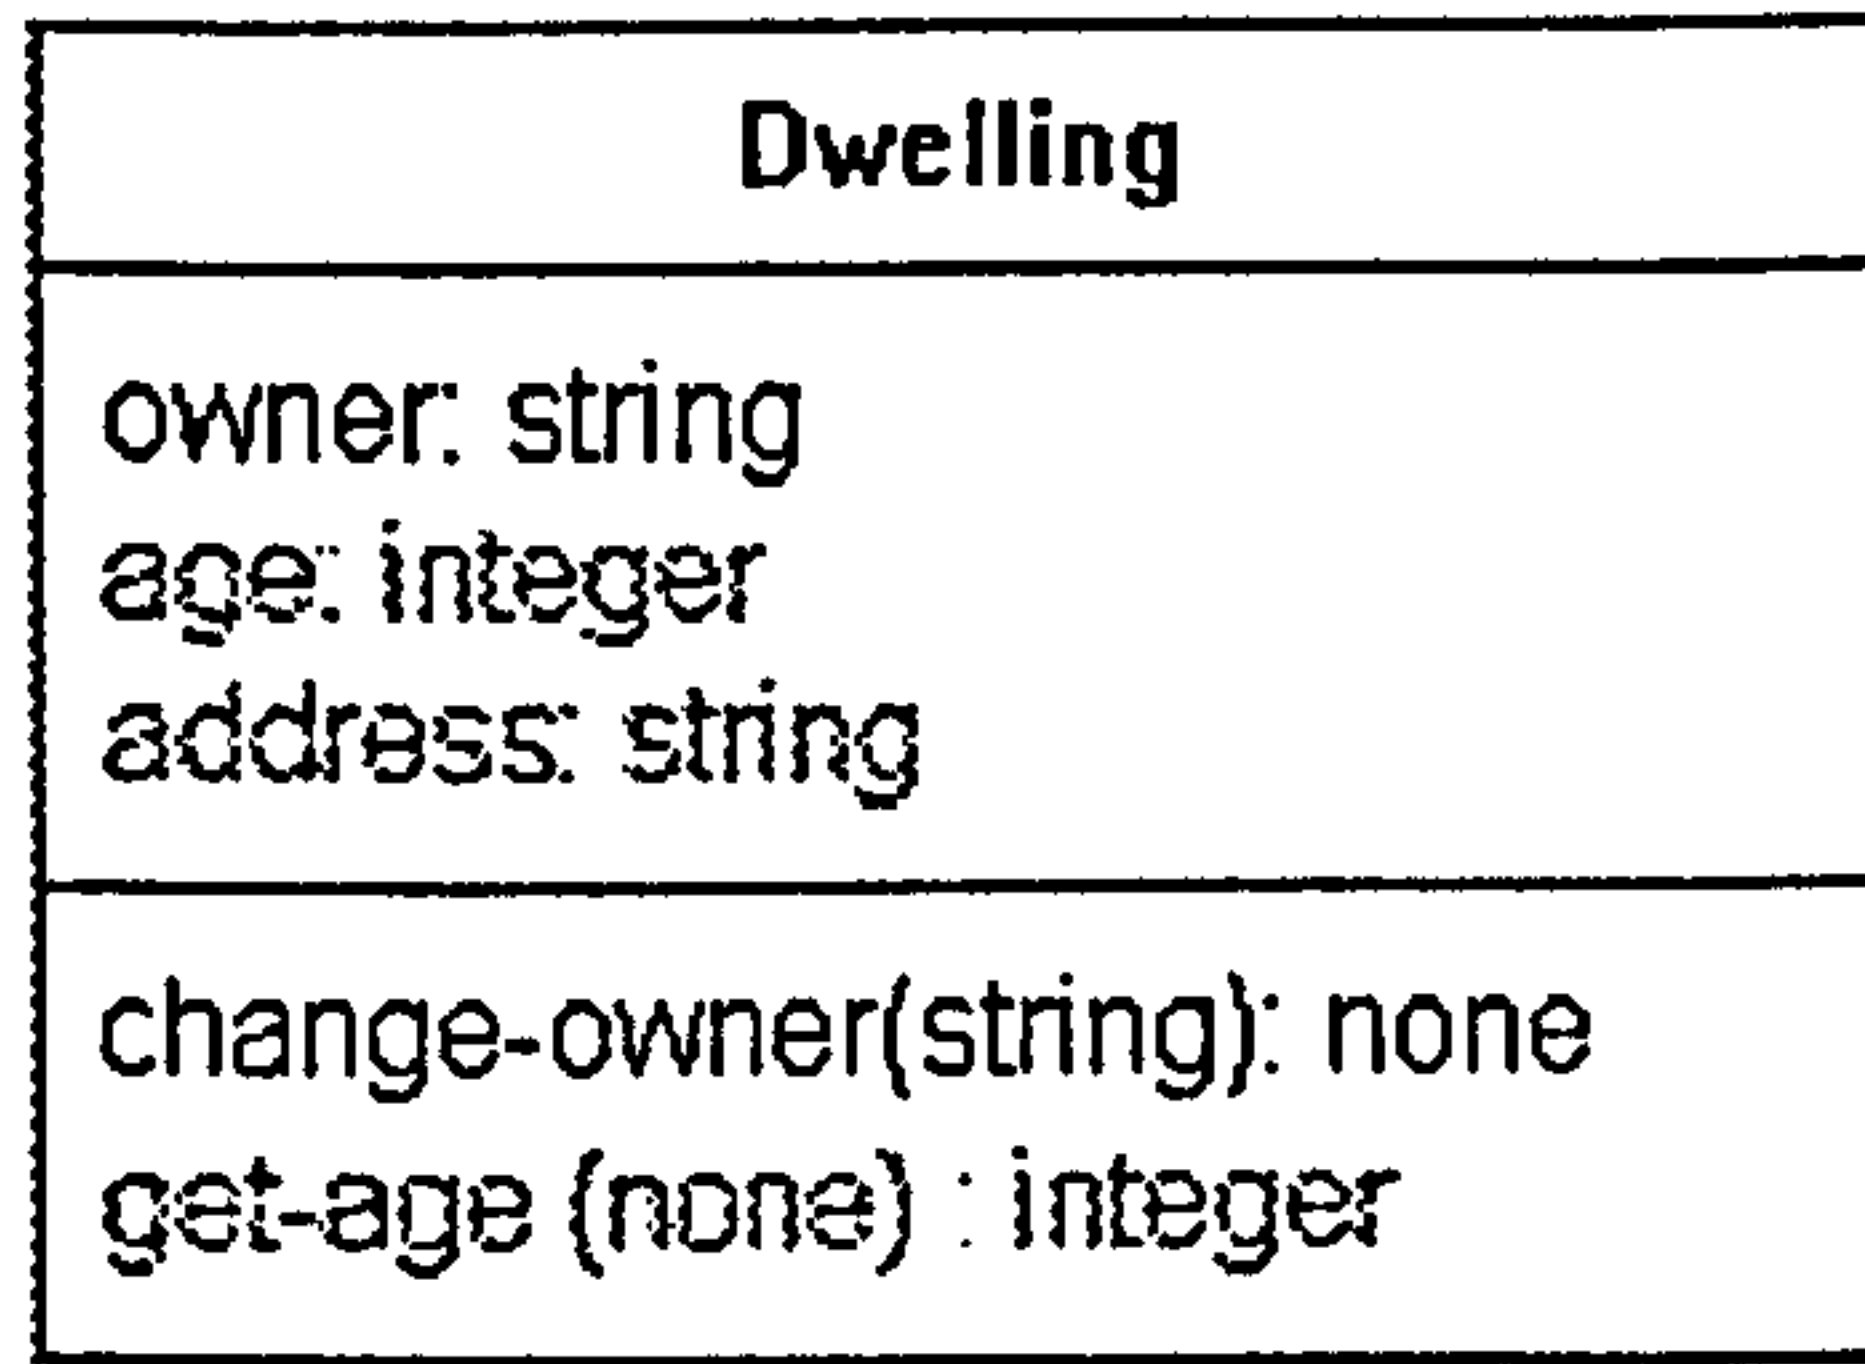 Dwelling
owner: string
age: integer
address: string
change-owner(string): none
get-age (none) : integer